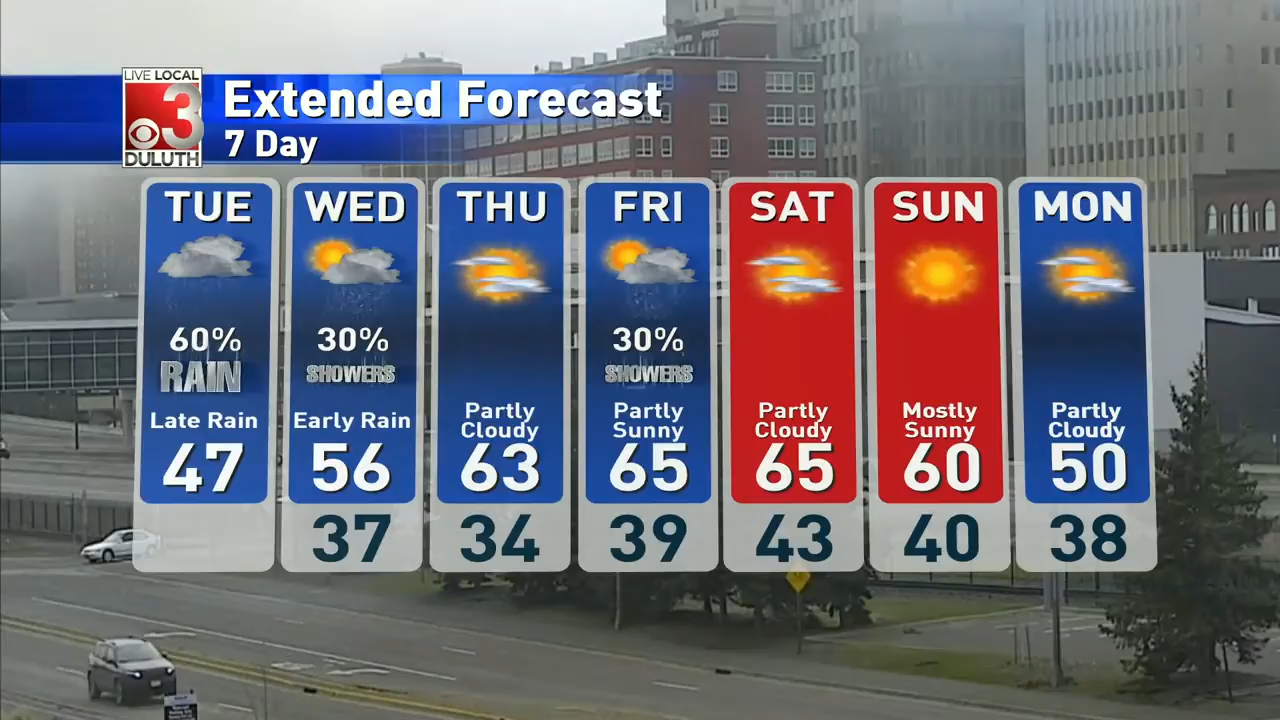 LIVE LOCAL
3
DULUTH
Extended Forecast
7 Day
TUE
60%
RAIN
Late Rain
47
WED
30%
SHOWERS
Early Rain
56
37
THU
Partly
Cloudy
63
34
FRI
30%
SHOWERS
Partly
Sunny
65
39
SAT
Partly
Cloudy
65
43
SUN
Mostly
Sunny
60
40
MON
Partly
Cloudy
50
38